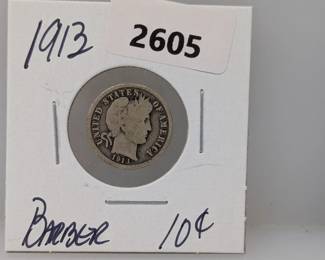 1913
2605
UNITED STATES OF AMERICA
1913
BARBER 10¢